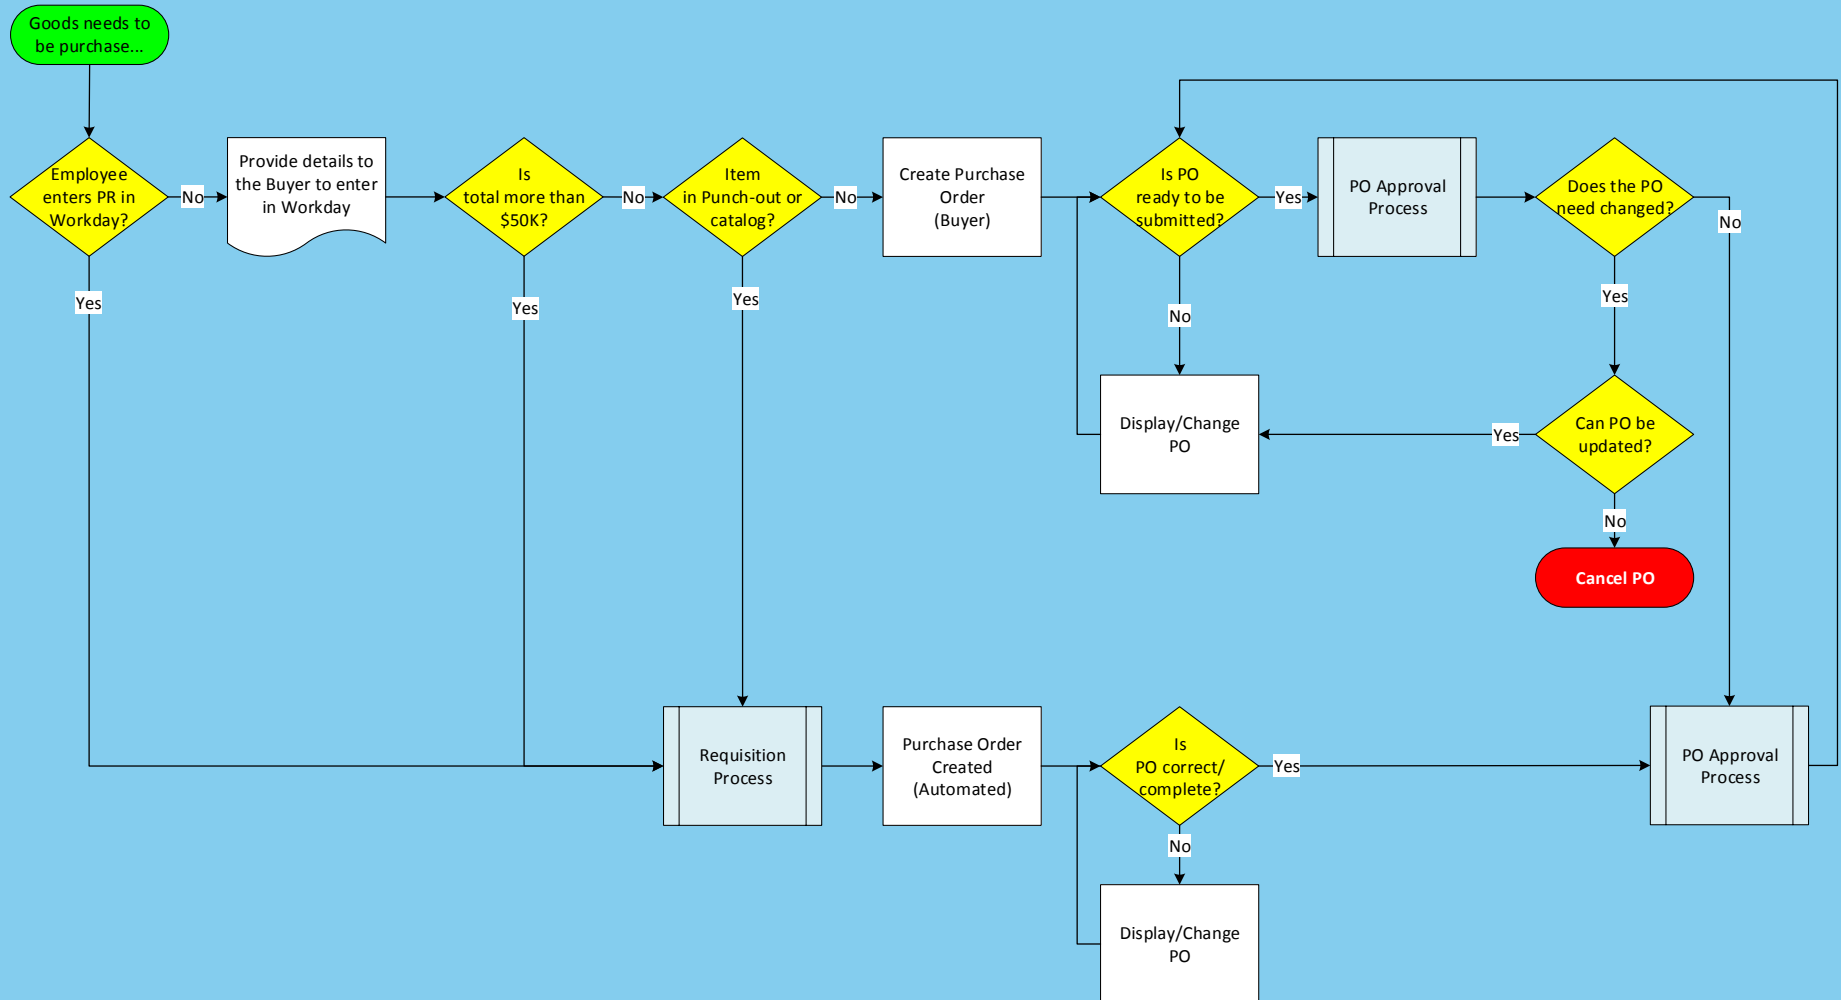 Goods needs to
be purchase...
Employee
enters PR in
Workday?
No
Provide details to
the Buyer to enter
in Workday
Is
total more than
$50K?
No
Item
in Punch-out or
catalog?
No
Create Purchase
Order
(Buyer)
Is PO
ready to be
submitted?
Yes
PO Approval
Process
Does the PO
need changed?
No
Yes
Yes
Yes
No
Yes
Display/Change
PO
Yes
Can PO be
updated?
No
Cancel PO
Requisition
Process
Purchase Order
Created
(Automated)
Is
PO correct/
complete?
Yes
PO Approval
Process
No
Display/Change
PO